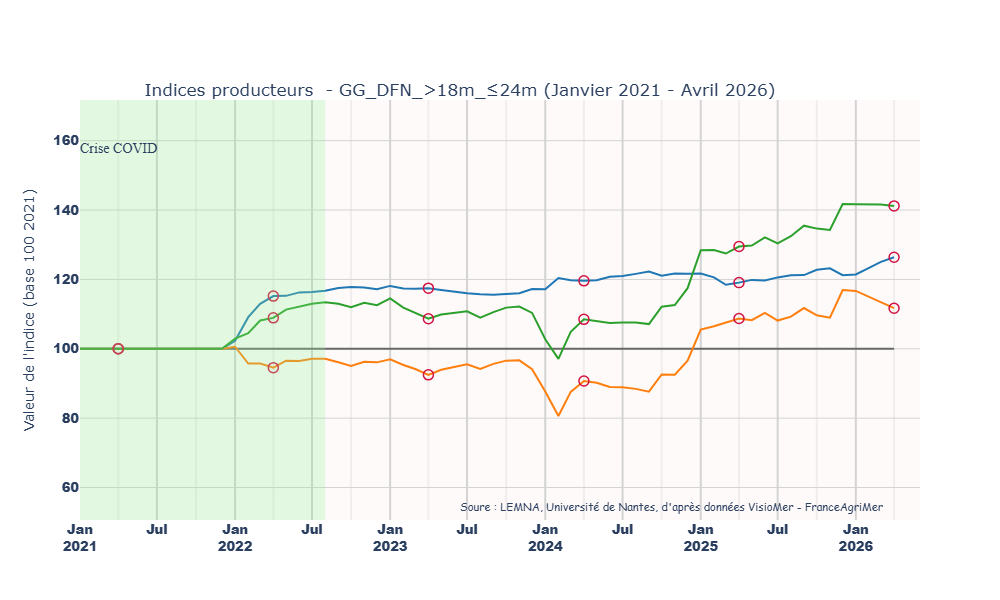 Indices producteurs - GG_DFN_>18m_≤24m (Janvier 2021 - Avril 2026)
Valeur de l'indice (base 100 2021)
160
Crise COVID
140
120
100
80
60
Soure : LEMNA, Université de Nantes, d'après données VisioMer - FranceAgriMer
Jan Jul Jan Jul Jan Jul Jan Jul Jan Jul Jan
2021 2022 2023 2024 2025 2026